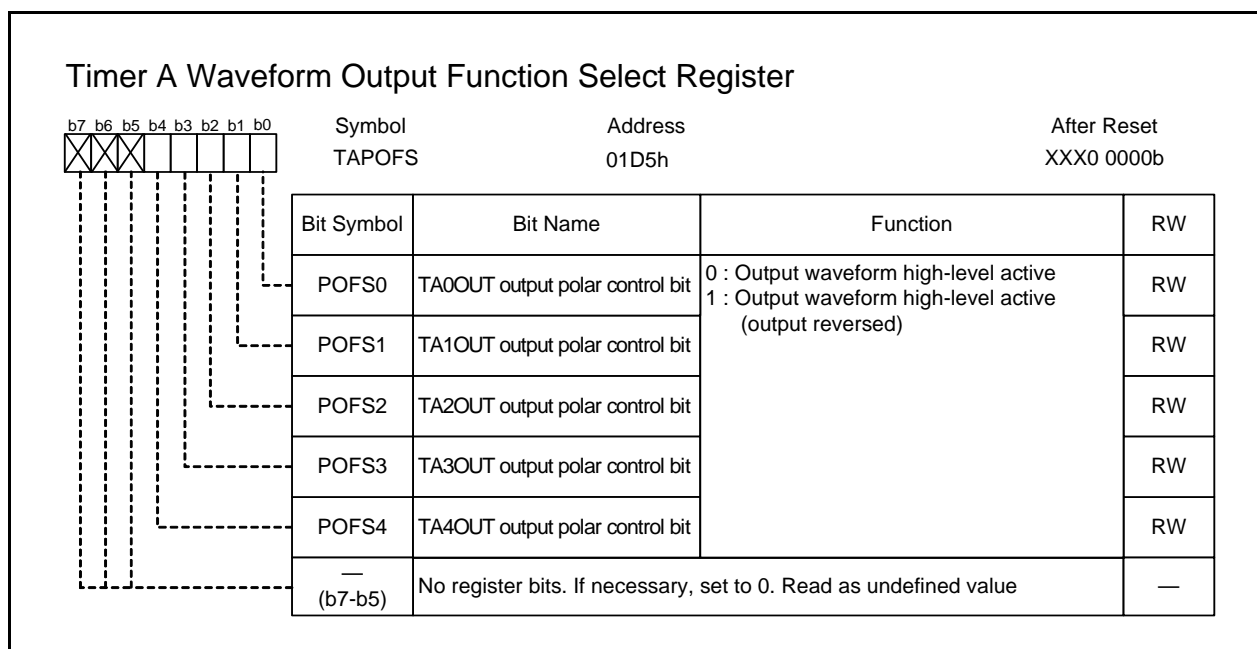 Timer A Waveform Output Function Select Register
b7 b6 b5 b4 b3 b2 b1 b0
Symbol Address After Reset
TAPOFS 01D5h XXX0 0000b
Bit Symbol Bit Name Function RW
POFS0 TA0OUT output polar control bit 0 : Output waveform high-level active RW
1 : Output waveform high-level active
(output reversed)
POFS1 TA1OUT output polar control bit RW
POFS2 TA2OUT output polar control bit RW
POFS3 TA3OUT output polar control bit RW
POFS4 TA4OUT output polar control bit RW
—
(b7-b5) No register bits. If necessary, set to 0. Read as undefined value —